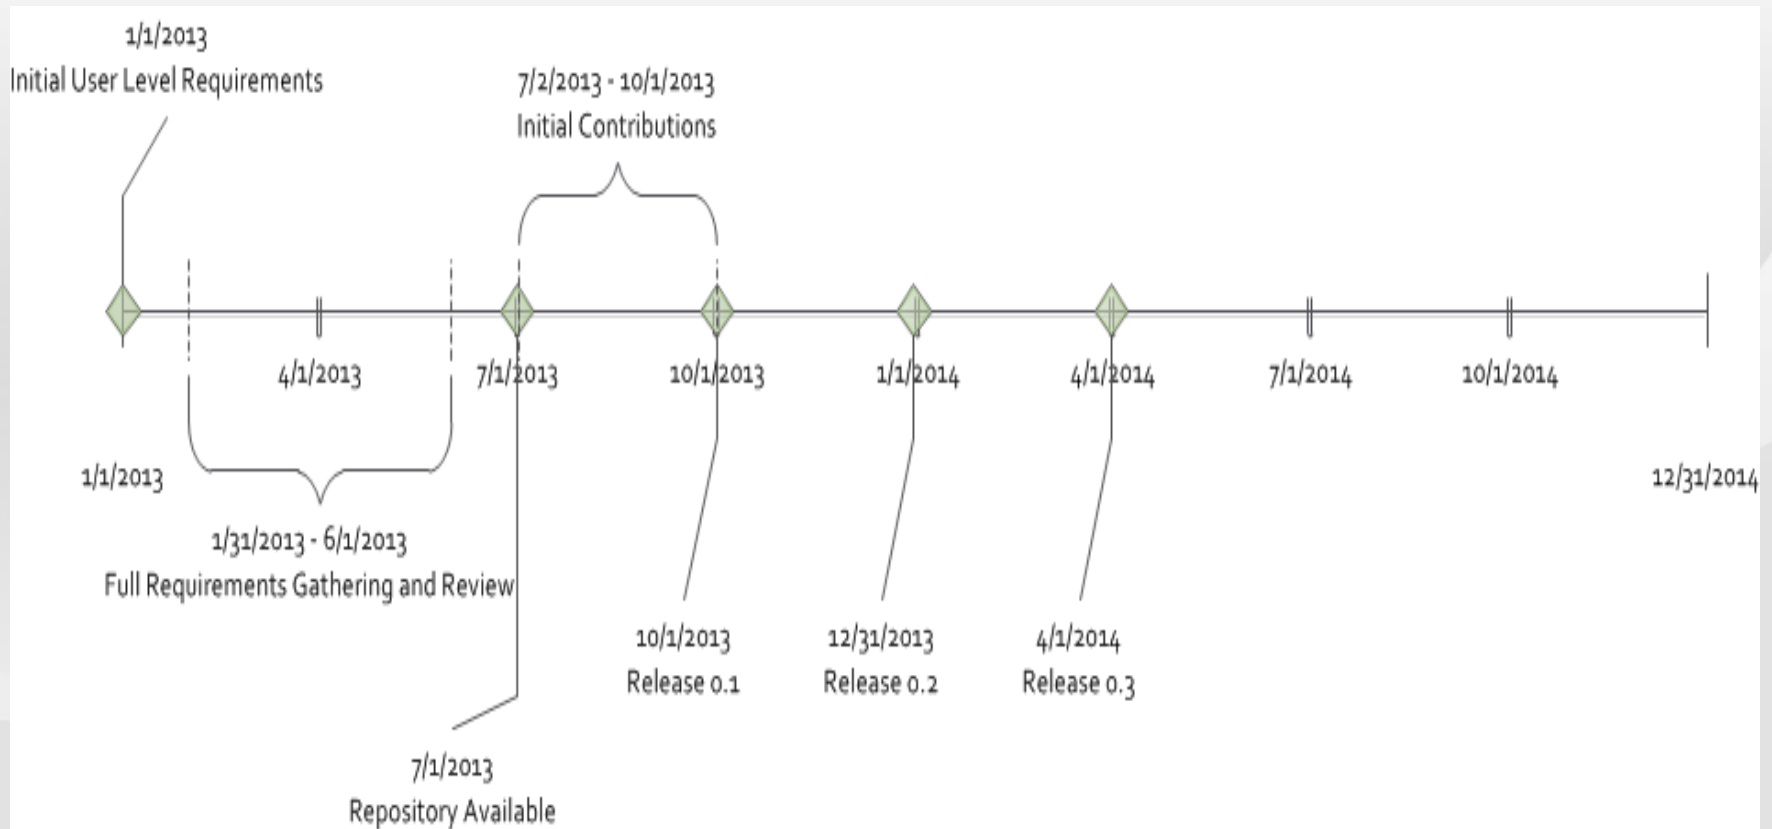 1/1/2013
Initial User Level Requirements
7/2/2013 - 10/1/2013
Initial Contributions
4/1/2013
7/1/2013
10/1/2013
1/1/2014
4/1/2014
7/1/2014
10/1/2014
1/1/2013
12/31/2014
1/31/2013 - 6/1/2013
Full Requirements Gathering and Review
10/1/2013
Release 0.1
12/31/2013
Release 0.2
4/1/2014
Release 0.3
7/1/2013
Repository Available